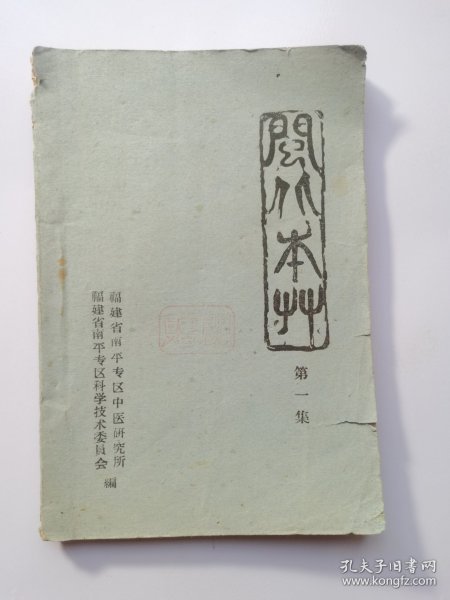 閩北本艸
第一集
福建省南平专区中医研究所
福建省南平专区科学技术委员会
编
孔夫子旧书网
www.kongfz.com